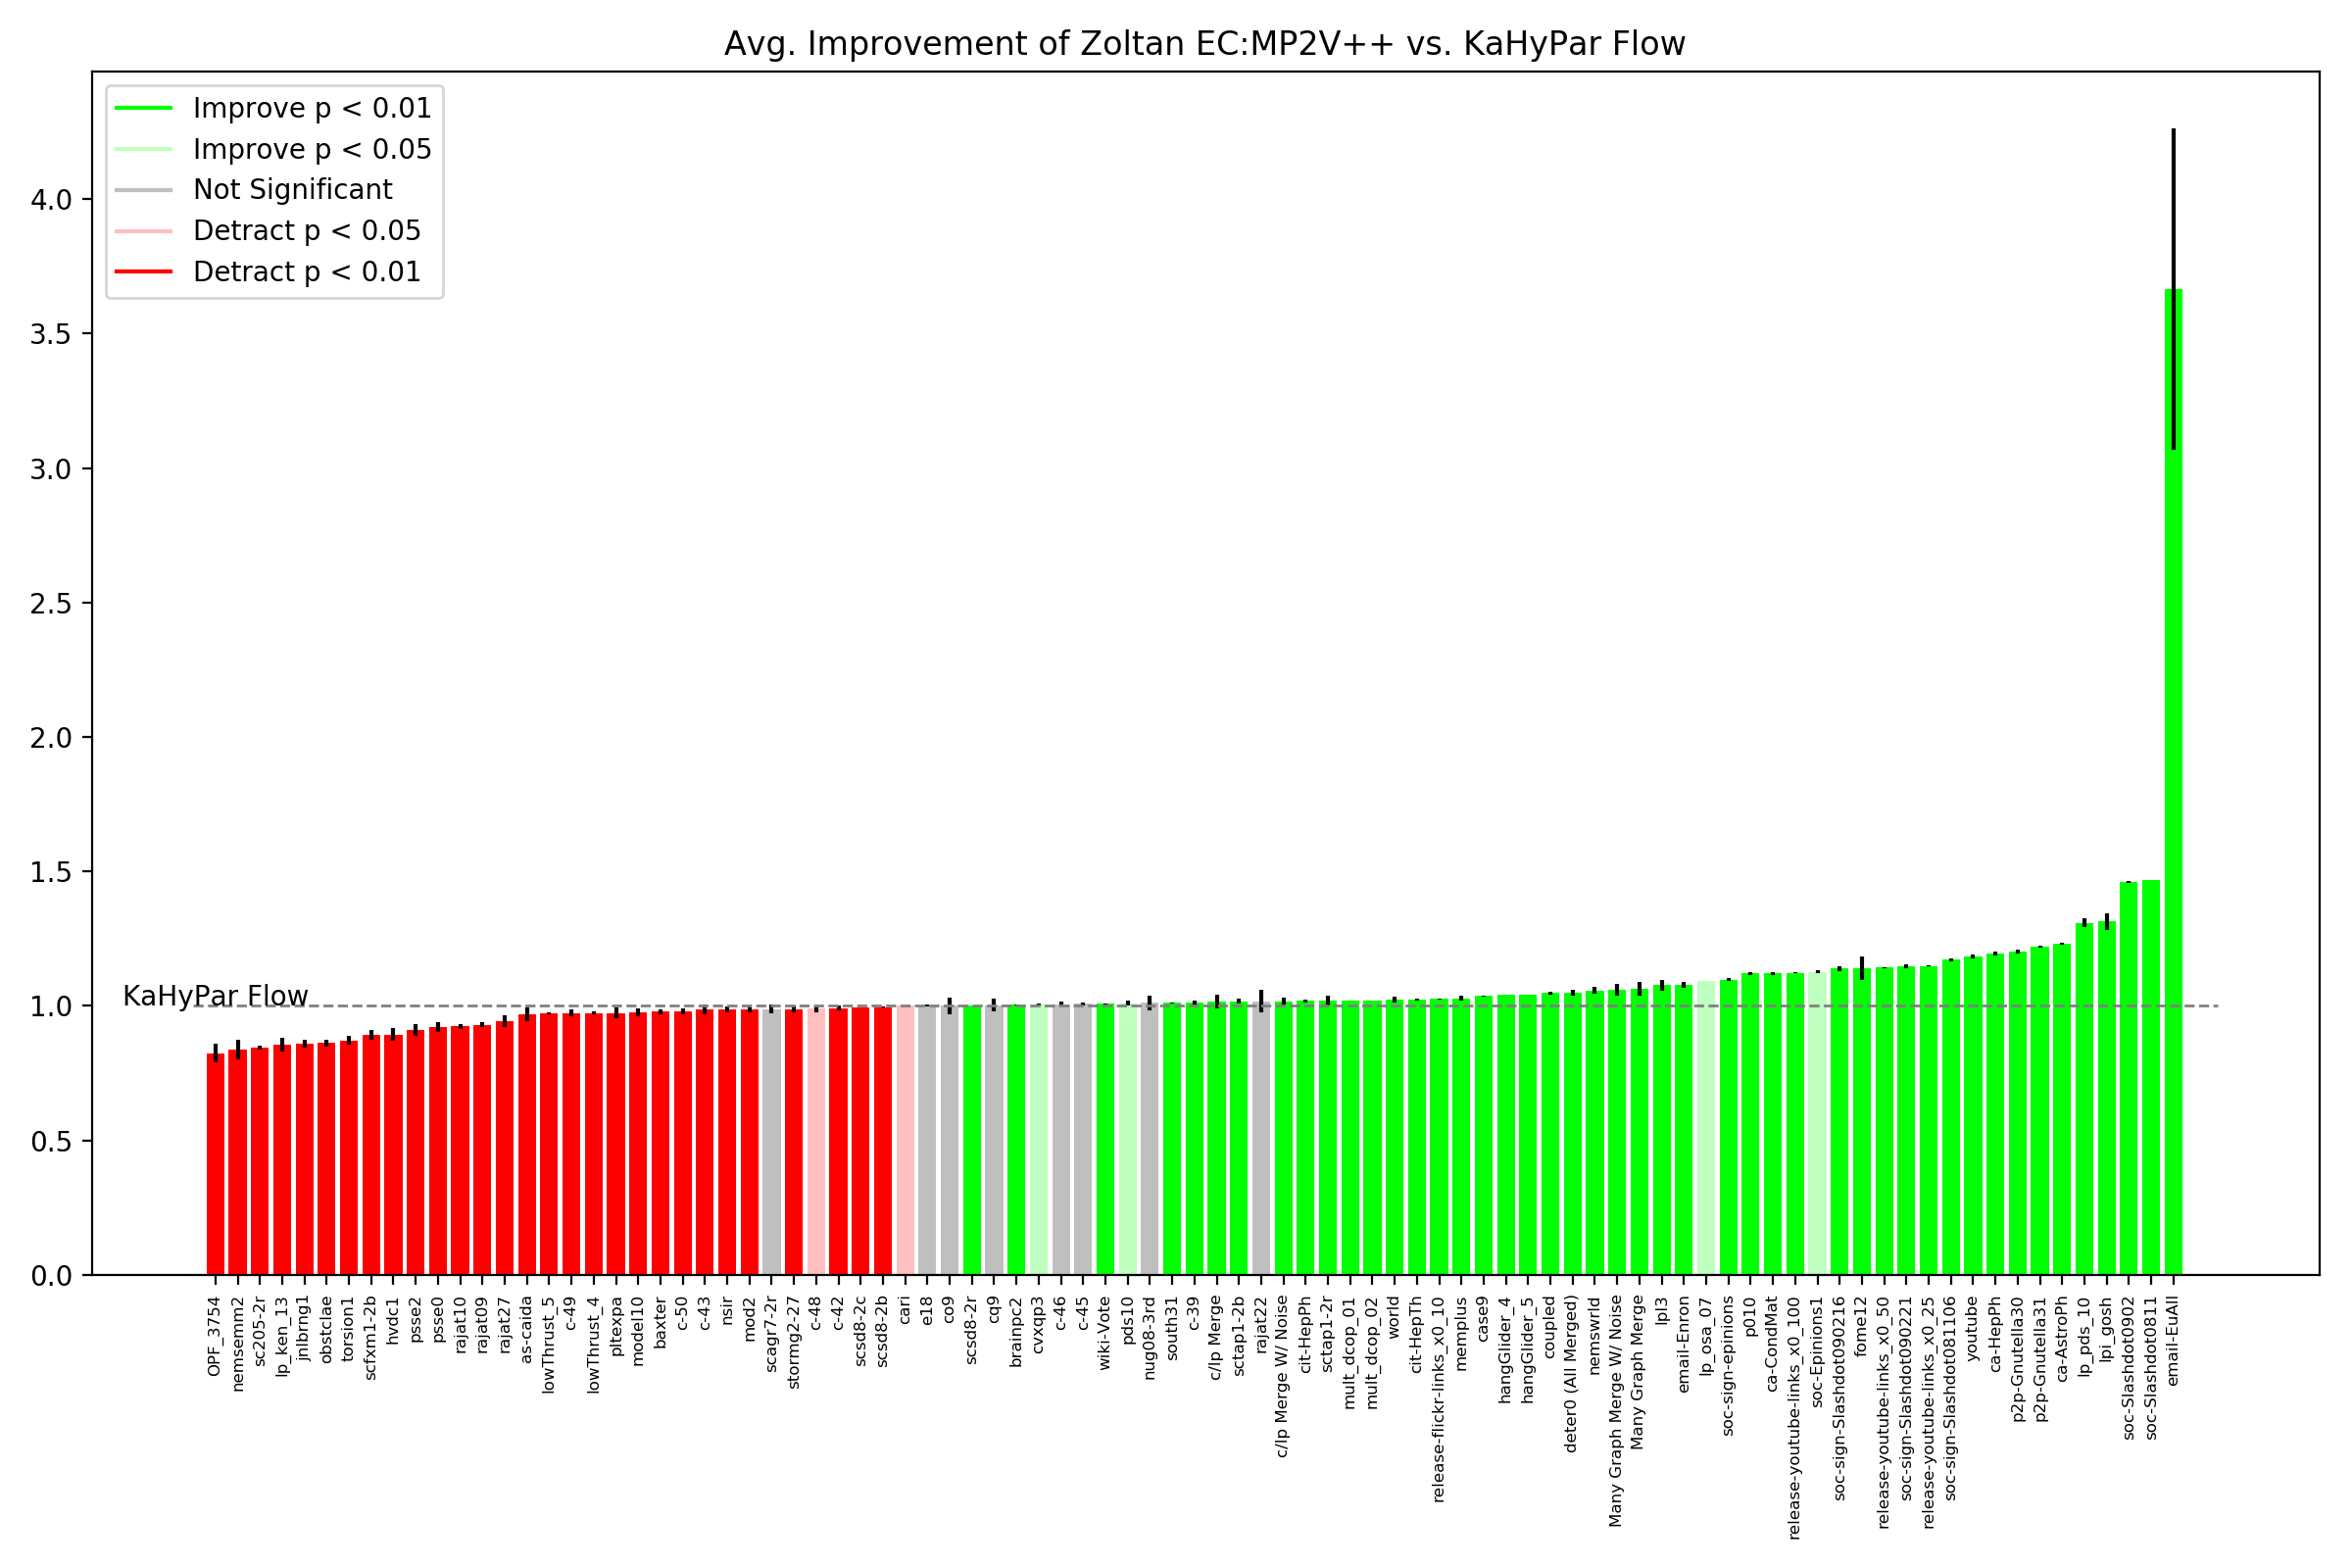 Avg. Improvement of Zoltan EC:MP2V++ vs. KaHyPar Flow
Improve p < 0.01
Improve p < 0.05
Not Significant
Detract p < 0.05
Detract p < 0.01
4.0
3.5
3.0
2.5
2.0
1.5
1.0
0.5
0.0
KaHyPar Flow
OPF_3754
nemsemm2
sc205-2r
lp_ken_13
jnlbrng1
obstclae
torsion1
scfxm1-2b
hvdc1
psse2
psse0
rajat10
rajat09
rajat27
as-caida
lowThrust_5
c-49
lowThrust_4
pltexpa
model10
baxter
c-50
c-43
nsir
mod2
scagr7-2r
stormg2-27
c-48
c-42
scsd8-2c
scsd8-2b
cari
e18
co9
scsd8-2r
cq9
brainpc2
cvxqp3
c-46
c-45
wiki-Vote
pds10
nug08-3rd
south31
c-39
c/lp Merge
sctap1-2b
rajat22
c/lp Merge W/ Noise
cit-HepPh
sctap1-2r
mult_dcop_01
mult_dcop_02
world
cit-HepTh
release-flickr-links_x0_10
memplus
case9
hangGlider_4
hangGlider_5
coupled
deter0 (All Merged)
nemswrld
Many Graph Merge W/ Noise
Many Graph Merge
lpl3
email-Enron
lp_osa_07
soc-sign-epinions
p010
ca-CondMat
release-youtube-links_x0_100
soc-Epinions1
soc-sign-Slashdot090216
fome12
release-youtube-links_x0_50
soc-sign-Slashdot090221
release-youtube-links_x0_25
soc-sign-Slashdot081106
youtube
ca-HepPh
p2p-Gnutella30
p2p-Gnutella31
ca-AstroPh
lp_pds_10
lpi_gosh
soc-Slashdot0902
soc-Slashdot0811
email-EuAll